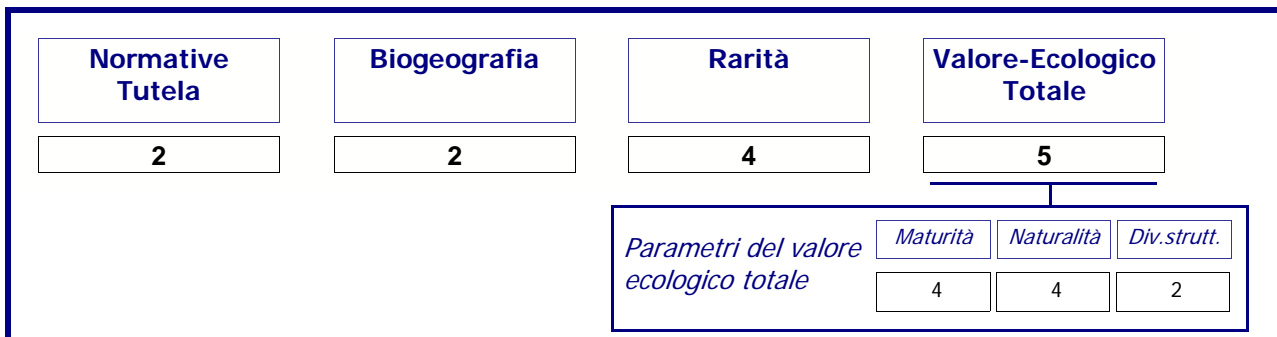 Normative
Tutela
Biogeografia
Rarità
Valore-Ecologico
Totale
2
2
4
5
Parametri del valore
ecologico totale
Maturità
Naturalità
Div.strutt.
4
4
2